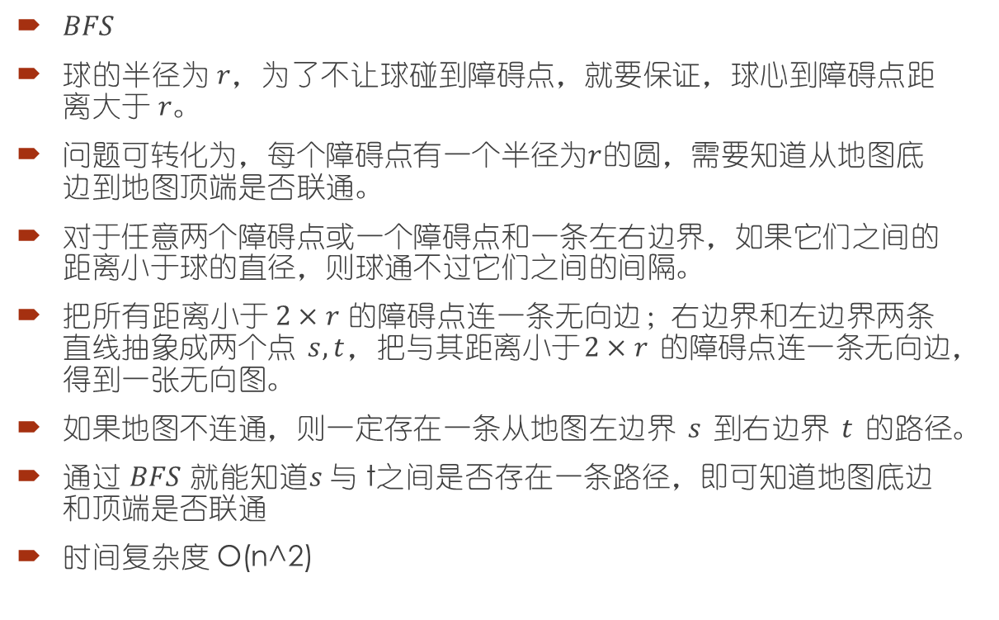 BFS
球的半径为 r，为了不让球碰到障碍点，就要保证，球心到障碍点距
离大于 r。
问题可转化为，每个障碍点有一个半径为r的圆，需要知道从地图底
边到地图顶端是否联通。
对于任意两个障碍点或一个障碍点和一条左右边界，如果它们之间的
距离小于球的直径，则球通不过它们之间的间隔。
把所有距离小于 2 × r 的障碍点连一条无向边；右边界和左边界两条
直线抽象成两个点 s,t，把与其距离小于2 × r 的障碍点连一条无向边，
得到一张无向图。
如果地图不连通，则一定存在一条从地图左边界 s 到右边界 t 的路径。
通过 BFS 就能知道s 与 t之间是否存在一条路径，即可知道地图底边
和顶端是否联通
时间复杂度 O(n^2)